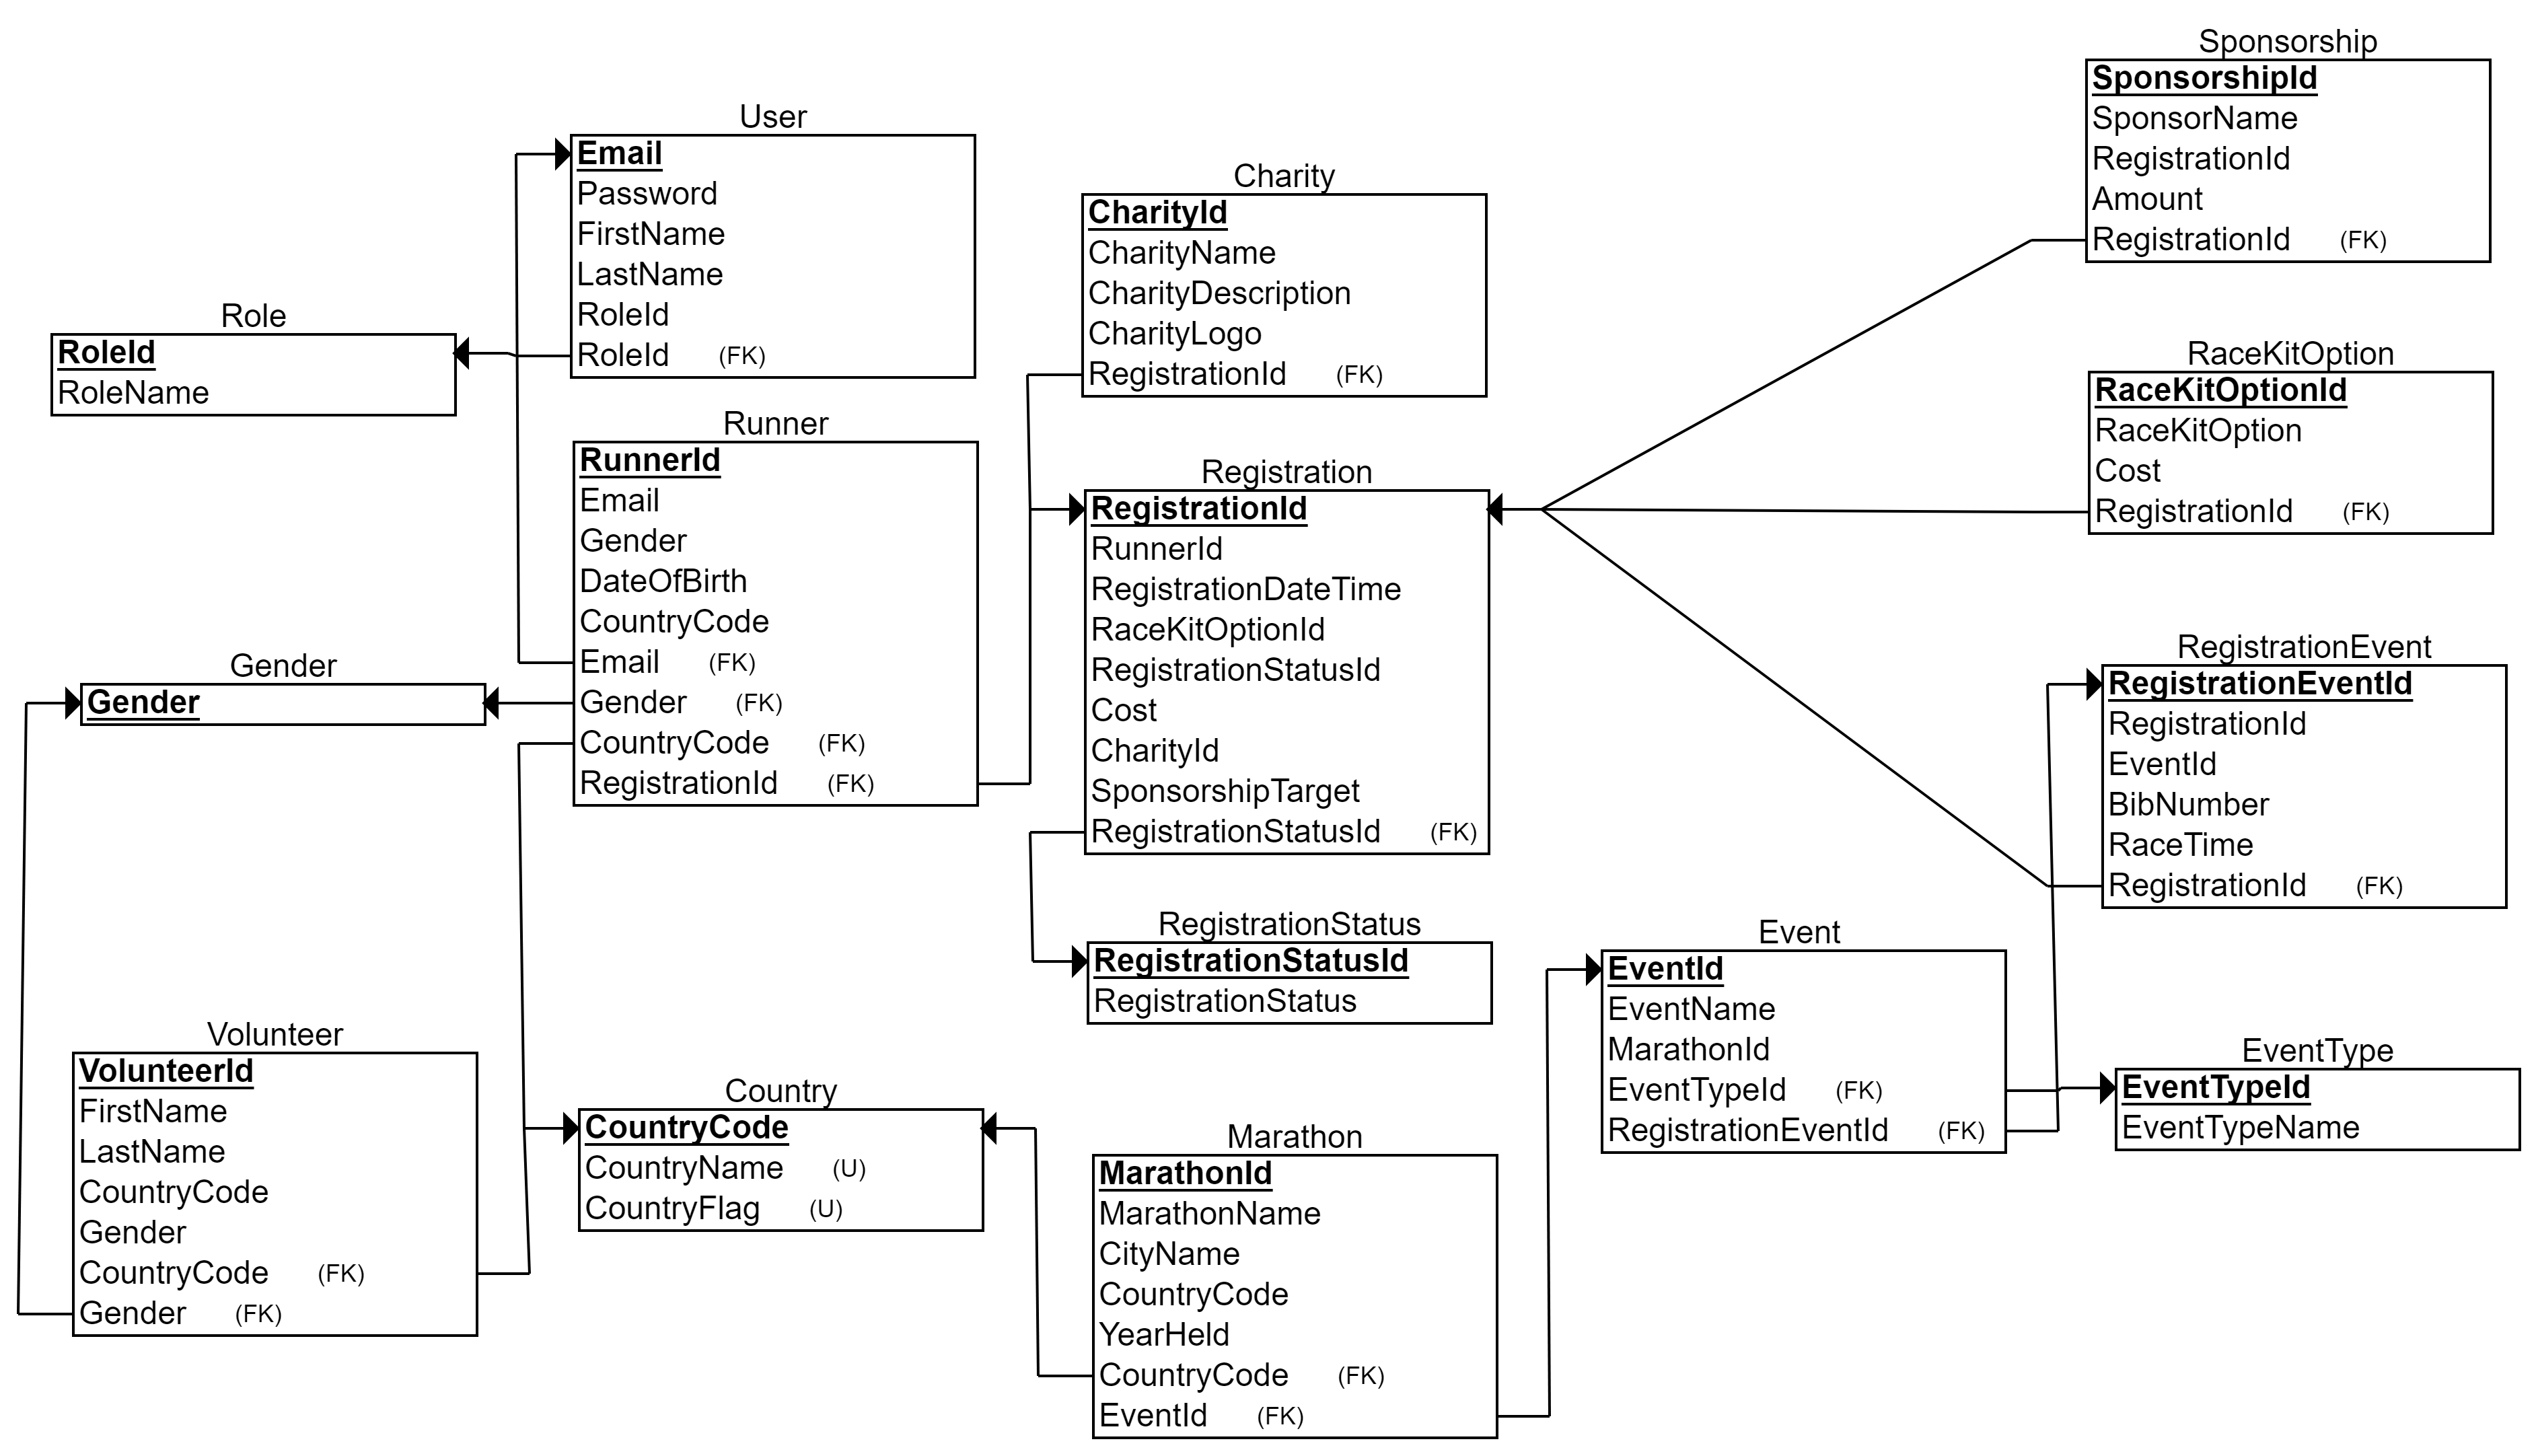 Sponsorship
SponsorshipId
SponsorName
RegistrationId
Amount
RegistrationId (FK)
User
Email
Password
FirstName
LastName
RoleId
RoleId (FK)
Charity
CharityId
CharityName
CharityDescription
CharityLogo
RegistrationId (FK)
Role
RoleId
RoleName
RaceKitOption
RaceKitOptionId
RaceKitOption
Cost
RegistrationId (FK)
Runner
RunnerId
Email
Gender
DateOfBirth
CountryCode
Email (FK)
Gender (FK)
CountryCode (FK)
RegistrationId (FK)
Registration
RegistrationId
RunnerId
RegistrationDateTime
RaceKitOptionId
RegistrationStatusId
Cost
CharityId
SponsorshipTarget
RegistrationStatusId (FK)
Gender
Gender
RegistrationEvent
RegistrationEventId
RegistrationId
EventId
BibNumber
RaceTime
RegistrationId (FK)
RegistrationStatus
RegistrationStatusId
RegistrationStatus
Event
EventId
EventName
MarathonId
EventTypeId (FK)
RegistrationEventId (FK)
Volunteer
VolunteerId
FirstName
LastName
CountryCode
Gender
CountryCode (FK)
Gender (FK)
Country
CountryCode
CountryName (U)
CountryFlag (U)
EventType
EventTypeId
EventTypeName
Marathon
MarathonId
MarathonName
CityName
CountryCode
YearHeld
CountryCode (FK)
EventId (FK)